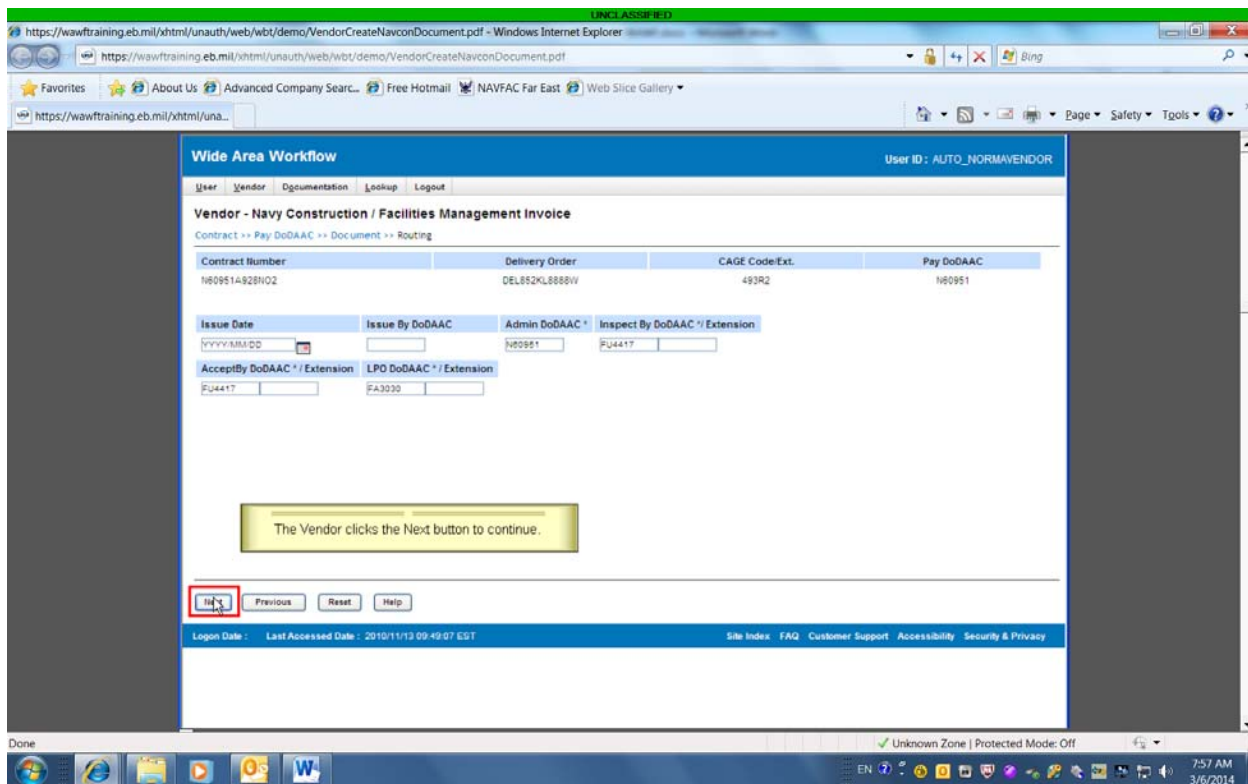 UNCLASSIFIED
https://wawftraining.eb.mil/xhtml/unauth/web/wbt/demo/VendorCreateNavconDocument.pdf - Windows Internet Explorer
https://wawftraining.eb.mil/xhtml/unauth/web/wbt/demo/VendorCreateNavconDocument.pdf
Bing
Favorites About Us Advanced Company Searc... Free Hotmail NAVFAC Far East Web Slice Gallery
https://wawftraining.eb.mil/xhtml/una...
Page Safety Tools
Wide Area Workflow
User ID : AUTO_NORMAVENDOR
User Vendor Documentation Lookup Logout
Vendor - Navy Construction / Facilities Management Invoice
Contract >> Pay DoDAAC >> Document >> Routing
Contract Number Delivery Order CAGE Code/Ext. Pay DoDAAC
N60951A928NO2 DEL852KL8888W 493R2 N60951
Issue Date Issue By DoDAAC Admin DoDAAC * Inspect By DoDAAC */ Extension
YYYY/MM/DD N60951 FU4417
AcceptBy DoDAAC * / Extension LPO DoDAAC * / Extension
FU4417 FA3030
The Vendor clicks the Next button to continue.
Next Previous Reset Help
Logon Date : Last Accessed Date : 2010/11/13 09:49:07 EST
Site Index FAQ Customer Support Accessibility Security & Privacy
Done
Unknown Zone | Protected Mode: Off
EN
7:57 AM
3/6/2014